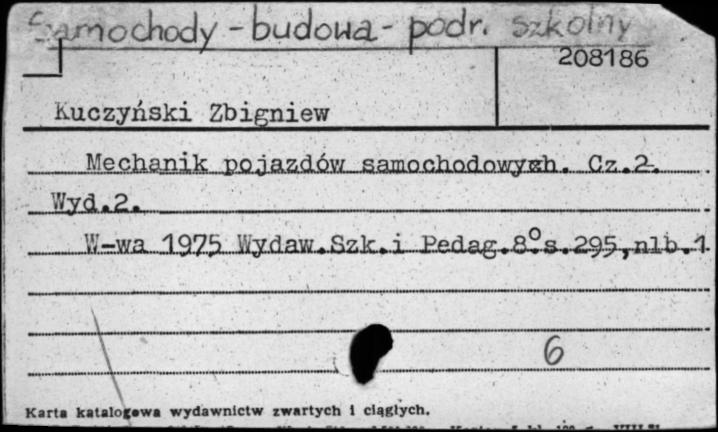 Samochody - budowa - podr. szkolny
208186
Kuczyński Zbigniew
Mechanik pojazdów samochodowych. Cz.2.
Wyd.2.
W-wa 1975 Wydaw.Szk.i Pedag.8°s.295,nlb.1
6
Karta katalogowa wydawnictw zwartych i ciągłych.